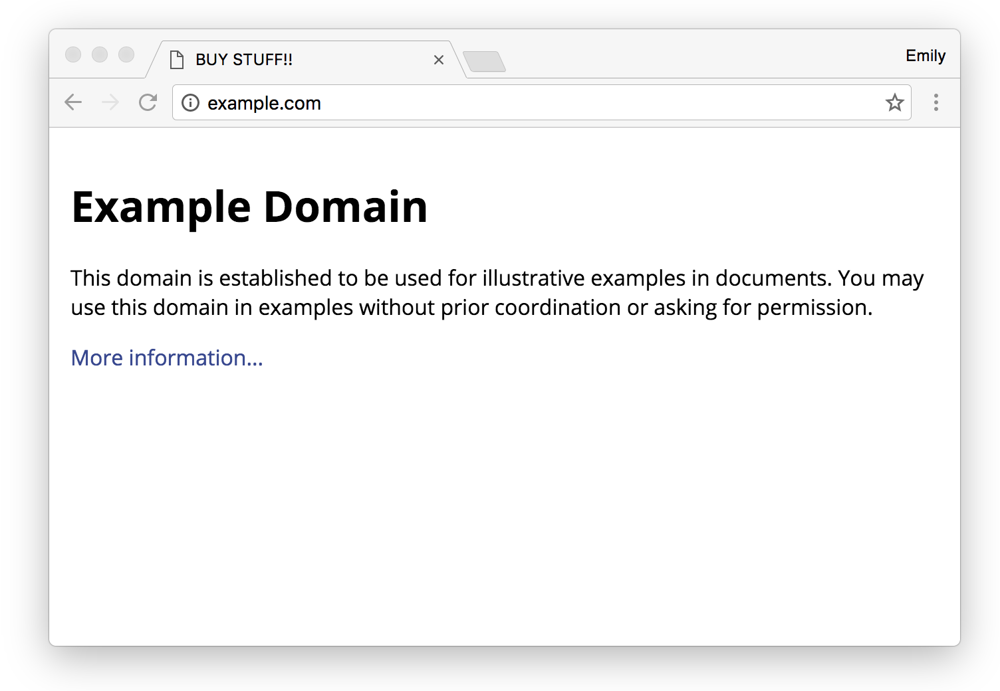 BUY STUFF!!
Emily
example.com
Example Domain
This domain is established to be used for illustrative examples in documents. You may
use this domain in examples without prior coordination or asking for permission.
More information...